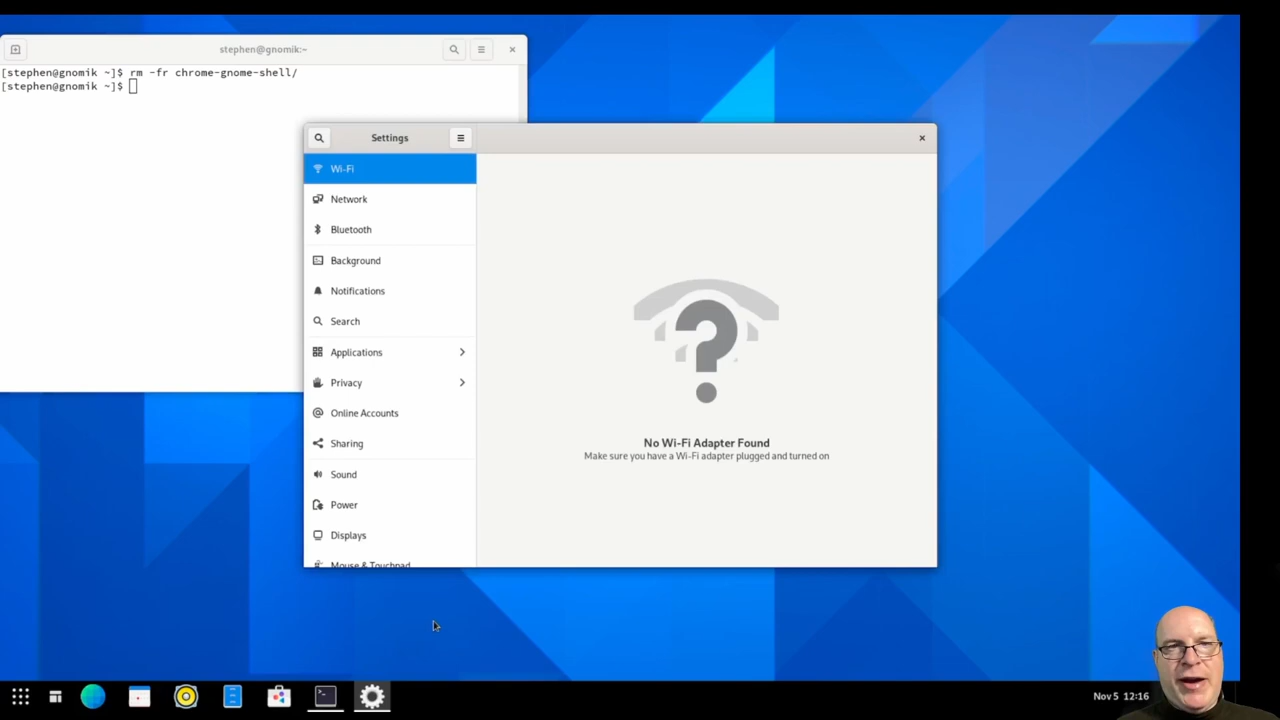 stephen@gnomik:~
[stephen@gnomik ~]$ rm -fr chrome-gnome-shell/
[stephen@gnomik ~]$
Settings
Wi-Fi
Network
Bluetooth
Background
Notifications
Search
Applications
Privacy
Online Accounts
Sharing
Sound
Power
Displays
Mouse & Touchpad
No Wi-Fi Adapter Found
Make sure you have a Wi-Fi adapter plugged and turned on
Nov 5 12:16